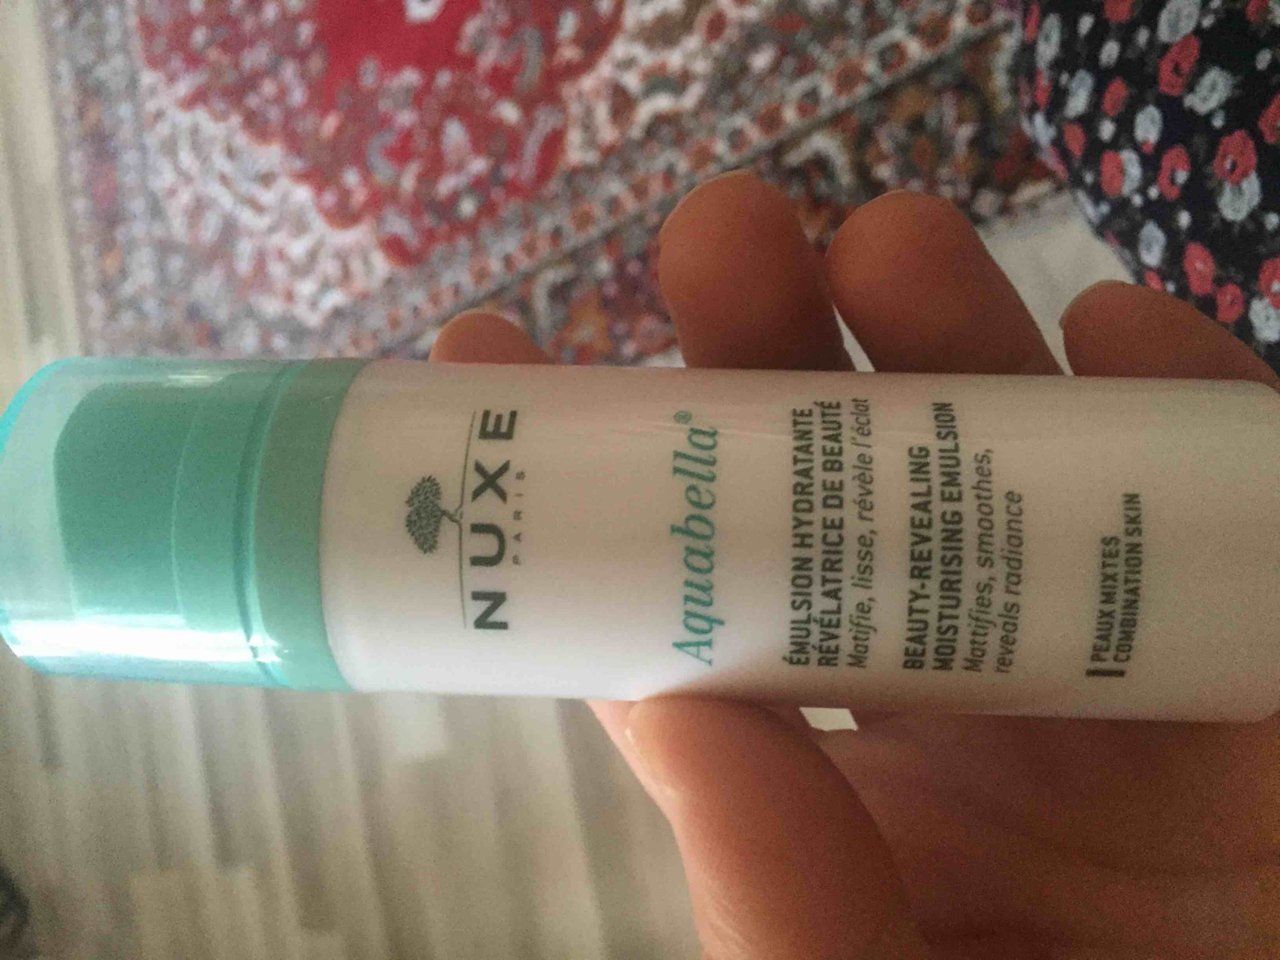 NUXE
PARIS
Aquabella®
ÉMULSION HYDRATANTE
RÉVÉLATRICE DE BEAUTÉ
Matifie, lisse, révèle l'éclat
BEAUTY-REVEALING
MOISTURISING EMULSION
Mattifies, smoothes,
reveals radiance
PEAUX MIXTES
COMBINATION SKIN